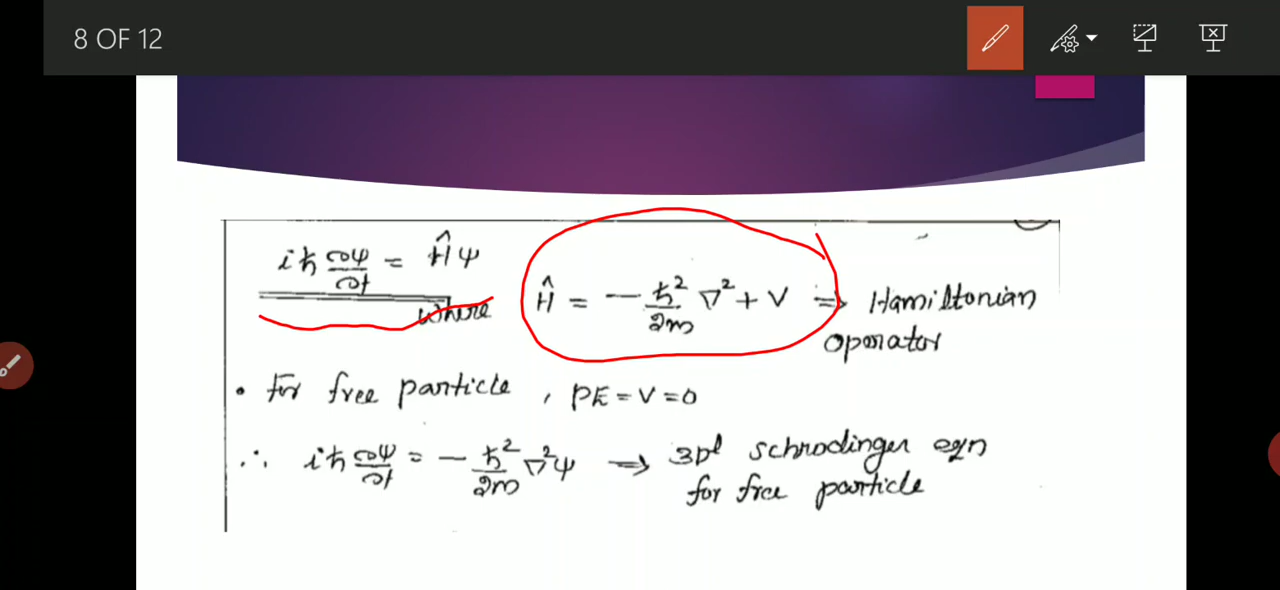 8 OF 12
iħ ∂ψ/∂t = Ĥψ
where Ĥ = −ħ²/2m ∇² + V ⇒ Hamiltonian
operator
• For free particle, PE = V = 0
∴ iħ ∂ψ/∂t = −ħ²/2m ∇²ψ → 3D Schrodinger eqn
for free particle